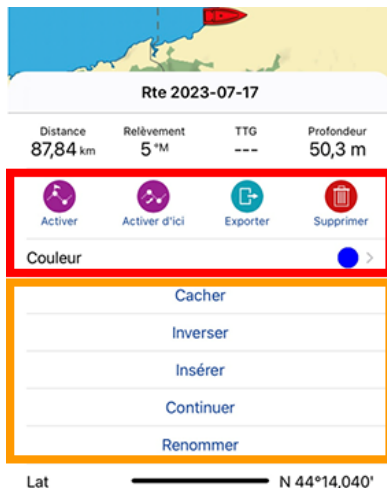 Rte 2023-07-17
Distance Relèvement TTG Profondeur
87,84 km 5 °M --- 50,3 m
Activer Activer d'ici Exporter Supprimer
Couleur
Cacher
Inverser
Insérer
Continuer
Renommer
Lat N 44°14,040'